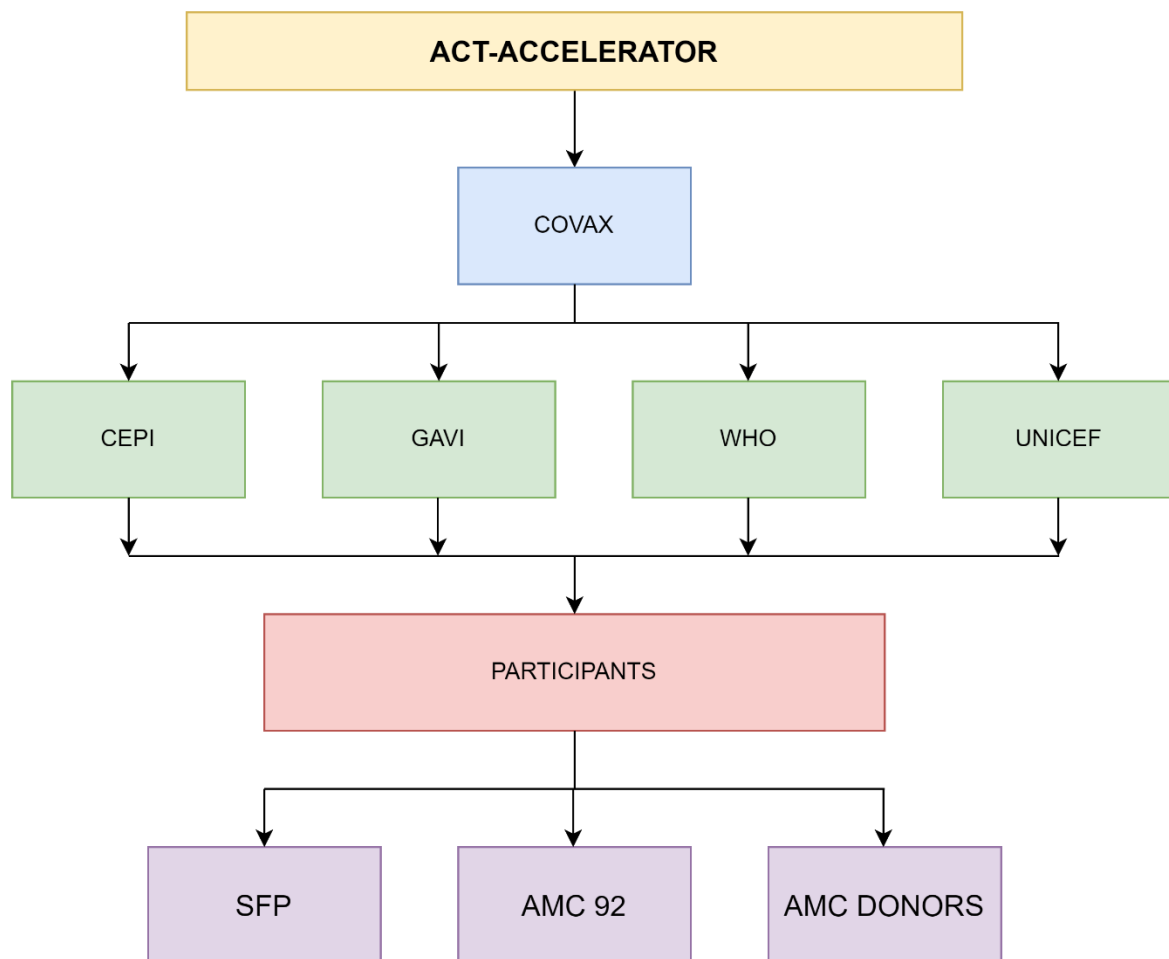 ACT-ACCELERATOR
COVAX
CEPI
GAVI
WHO
UNICEF
PARTICIPANTS
SFP
AMC 92
AMC DONORS